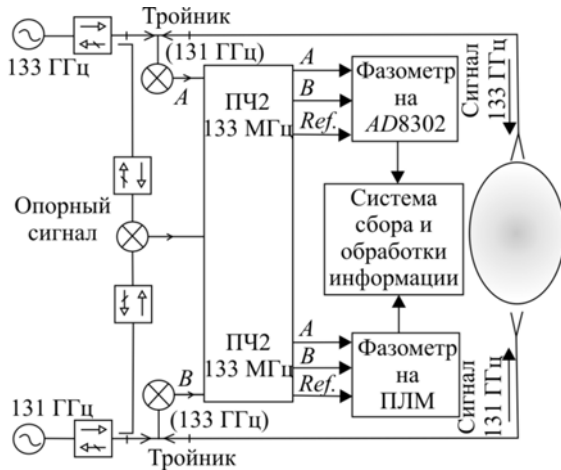 Тройник
(131 ГГц)
133 ГГц
A
ПЧ2
133 МГц
A
B
Ref.
Фазометр
на
AD8302
Сигнал
133 ГГц
Опорный
сигнал
Система
сбора и
обработки
информации
ПЧ2
133 МГц
A
B
Ref.
Фазометр
на
ПЛМ
Сигнал
131 ГГц
B
131 ГГц
(133 ГГц)
Тройник